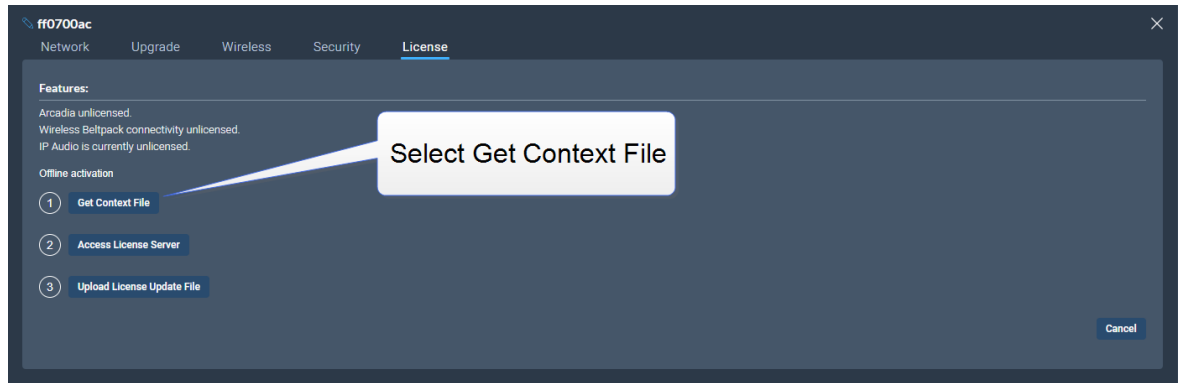 ff0700ac
Network Upgrade Wireless Security License
Features:
Arcadia unlicensed.
Wireless Beltpack connectivity unlicensed.
IP Audio is currently unlicensed.
Select Get Context File
Offline activation
1 Get Context File
2 Access License Server
3 Upload License Update File
Cancel